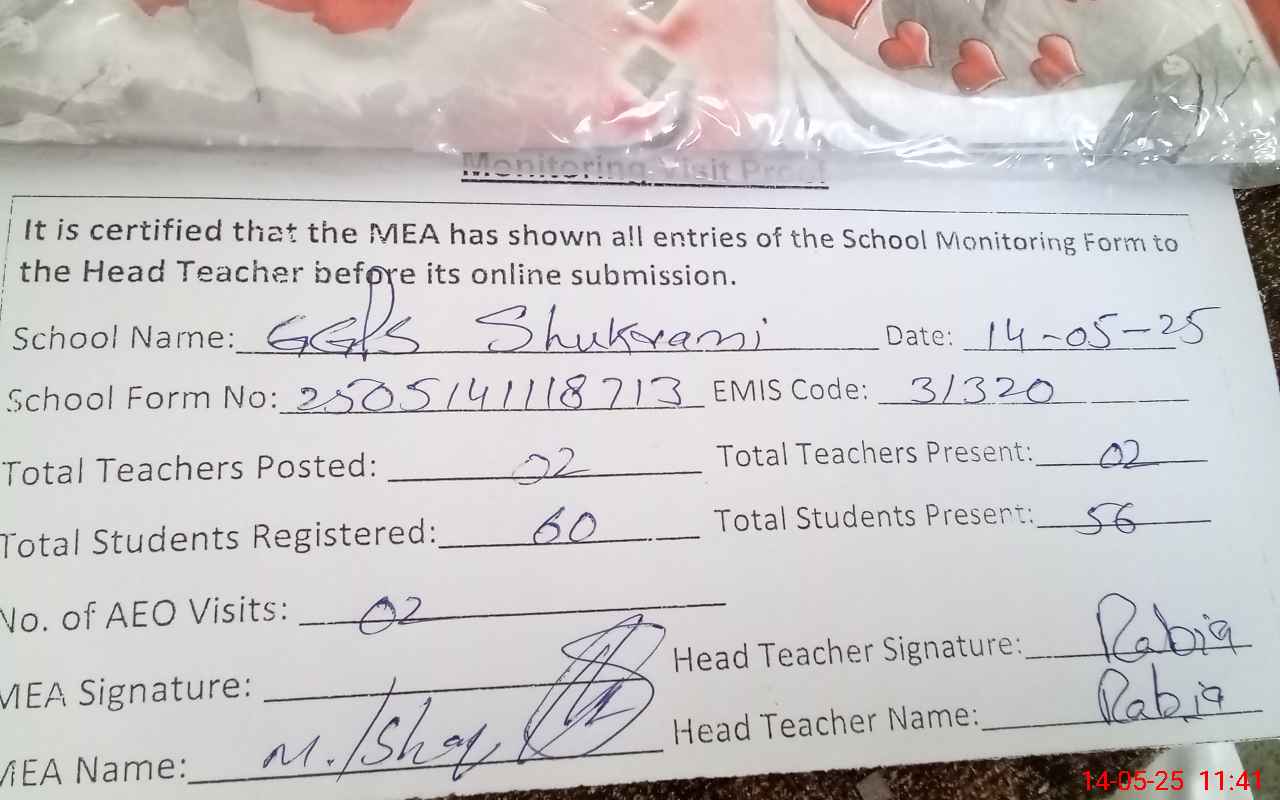 Monitoring Visit Proof
It is certified that the MEA has shown all entries of the School Monitoring Form to
the Head Teacher before its online submission.
School Name: GGPS Shukrami Date: 14-05-25
School Form No: 2505141118713 EMIS Code: 31320
Total Teachers Posted: 02 Total Teachers Present: 02
Total Students Registered: 60 Total Students Present: 56
No. of AEO Visits: 02
MEA Signature: Head Teacher Signature: Rabia
MEA Name: M. Head Teacher Name: Rabia
14-05-25 11:41